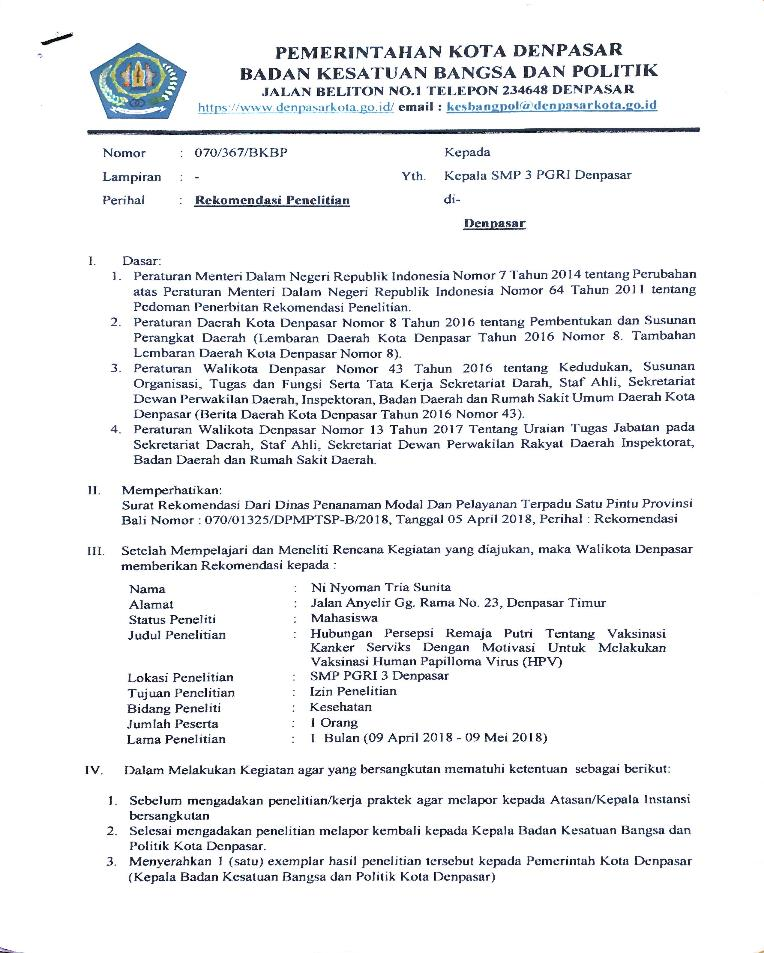 PEMERINTAHAN KOTA DENPASAR
BADAN KESATUAN BANGSA DAN POLITIK
JALAN BELITON NO.1 TELEPON 234648 DENPASAR
https://www.denpasarkota.go.id/ email : kesbangpol@denpasarkota.go.id
Nomor : 070/367/BKBP Kepada
Lampiran : - Yth. Kepala SMP 3 PGRI Denpasar
Perihal : Rekomendasi Penelitian di-
Denpasar
I. Dasar:
1. Peraturan Menteri Dalam Negeri Republik Indonesia Nomor 7 Tahun 2014 tentang Perubahan
atas Peraturan Menteri Dalam Negeri Republik Indonesia Nomor 64 Tahun 2011 tentang
Pedoman Penerbitan Rekomendasi Penelitian.
2. Peraturan Daerah Kota Denpasar Nomor 8 Tahun 2016 tentang Pembentukan dan Susunan
Perangkat Daerah (Lembaran Daerah Kota Denpasar Tahun 2016 Nomor 8. Tambahan
Lembaran Daerah Kota Denpasar Nomor 8).
3. Peraturan Walikota Denpasar Nomor 43 Tahun 2016 tentang Kedudukan, Susunan
Organisasi, Tugas dan Fungsi Serta Tata Kerja Sekretariat Darah, Staf Ahli, Sekretariat
Dewan Perwakilan Daerah, Inspektoran, Badan Daerah dan Rumah Sakit Umum Daerah Kota
Denpasar (Berita Daerah Kota Denpasar Tahun 2016 Nomor 43).
4. Peraturan Walikota Denpasar Nomor 13 Tahun 2017 Tentang Uraian Tugas Jabatan pada
Sekretariat Daerah, Staf Ahli, Sekretariat Dewan Perwakilan Rakyat Daerah Inspektorat,
Badan Daerah dan Rumah Sakit Daerah.
II. Memperhatikan:
Surat Rekomendasi Dari Dinas Penanaman Modal Dan Pelayanan Terpadu Satu Pintu Provinsi
Bali Nomor : 070/01325/DPMPTSP-B/2018, Tanggal 05 April 2018, Perihal : Rekomendasi
III. Setelah Mempelajari dan Meneliti Rencana Kegiatan yang diajukan, maka Walikota Denpasar
memberikan Rekomendasi kepada :
Nama : Ni Nyoman Tria Sunita
Alamat : Jalan Anyelir Gg. Rama No. 23, Denpasar Timur
Status Peneliti : Mahasiswa
Judul Penelitian : Hubungan Persepsi Remaja Putri Tentang Vaksinasi
Kanker Serviks Dengan Motivasi Untuk Melakukan
Vaksinasi Human Papilloma Virus (HPV)
Lokasi Penelitian : SMP PGRI 3 Denpasar
Tujuan Penelitian : Izin Penelitian
Bidang Peneliti : Kesehatan
Jumlah Peserta : 1 Orang
Lama Penelitian : 1 Bulan (09 April 2018 - 09 Mei 2018)
IV. Dalam Melakukan Kegiatan agar yang bersangkutan mematuhi ketentuan sebagai berikut:
1. Sebelum mengadakan penelitian/kerja praktek agar melapor kepada Atasan/Kepala Instansi
bersangkutan
2. Selesai mengadakan penelitian melapor kembali kepada Kepala Badan Kesatuan Bangsa dan
Politik Kota Denpasar.
3. Menyerahkan 1 (satu) exemplar hasil penelitian tersebut kepada Pemerintah Kota Denpasar
(Kepala Badan Kesatuan Bangsa dan Politik Kota Denpasar)